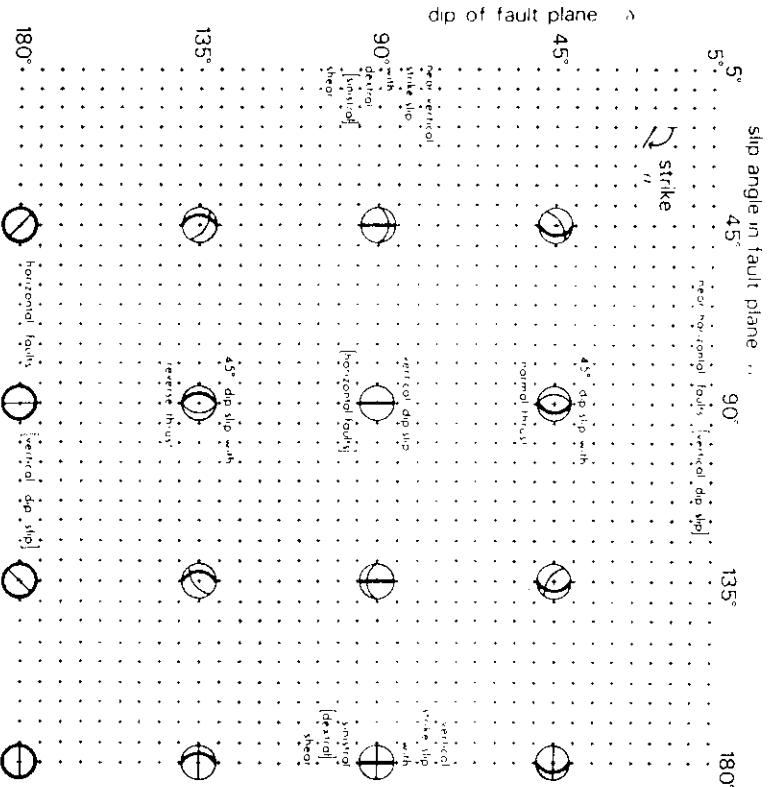 dip of fault plane
slip angle in fault plane
5°
5°
45°
90°
135°
180°
45°
90°
135°
180°
strike
near vertical
strike slip
with
dextral
[sinistral]
shear
near horizontal faults [vertical dip slip]
45° dip slip with
normal thrust
vertical dip slip
[horizontal faults]
45° dip slip with
reverse thrust
horizontal faults [vertical dip slip]
vertical
strike slip
with
sinistral
[dextral]
shear